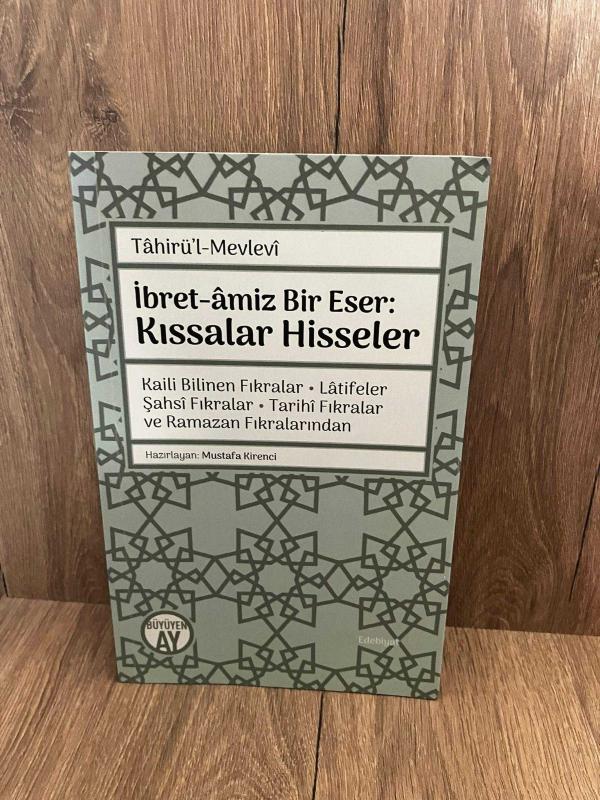 Tâhirü'l-Mevlevî
İbret-âmiz Bir Eser:
Kıssalar Hisseler
Kaili Bilinen Fıkralar • Lâtifeler
Şahsî Fıkralar • Tarihî Fıkralar
ve Ramazan Fıkralarından
Hazırlayan: Mustafa Kirenci
BÜYÜYEN
AY
Edebiyat